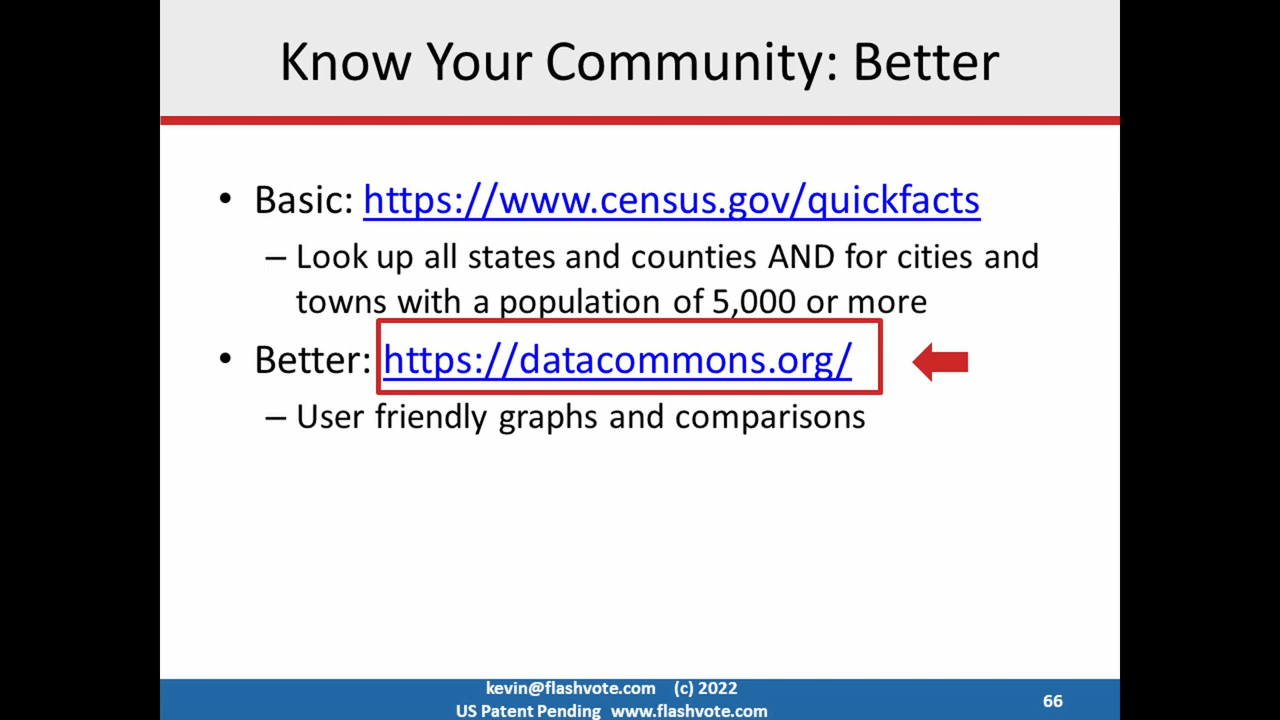 Know Your Community: Better
• Basic: https://www.census.gov/quickfacts
– Look up all states and counties AND for cities and
towns with a population of 5,000 or more
• Better: https://datacommons.org/
– User friendly graphs and comparisons
kevin@flashvote.com (c) 2022
US Patent Pending www.flashvote.com
66